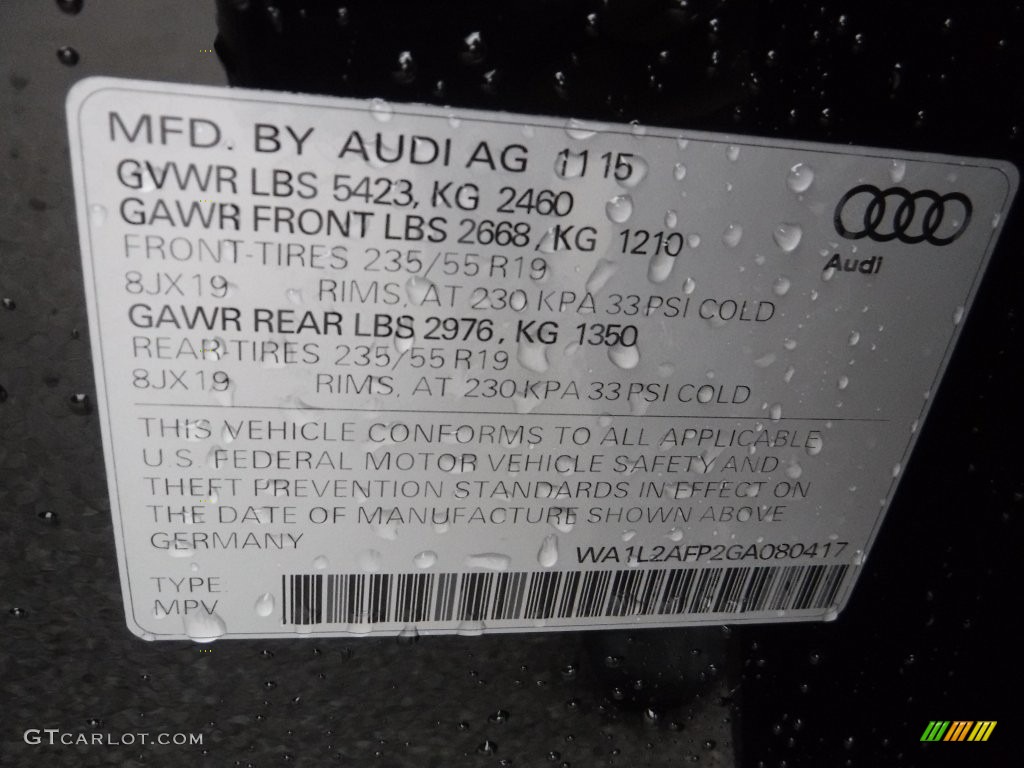 MFD. BY AUDI AG 11 15
GVWR LBS 5423, KG 2460
GAWR FRONT LBS 2668, KG 1210
FRONT-TIRES 235/55 R19
8JX19 RIMS, AT 230 KPA 33 PSI COLD
GAWR REAR LBS 2976, KG 1350
REAR-TIRES 235/55 R19
8JX19 RIMS, AT 230 KPA 33 PSI COLD
Audi
THIS VEHICLE CONFORMS TO ALL APPLICABLE
U.S. FEDERAL MOTOR VEHICLE SAFETY AND
THEFT PREVENTION STANDARDS IN EFFECT ON
THE DATE OF MANUFACTURE SHOWN ABOVE
GERMANY WA1L2AFP2GA080417
TYPE
MPV
GTCARLOT.COM